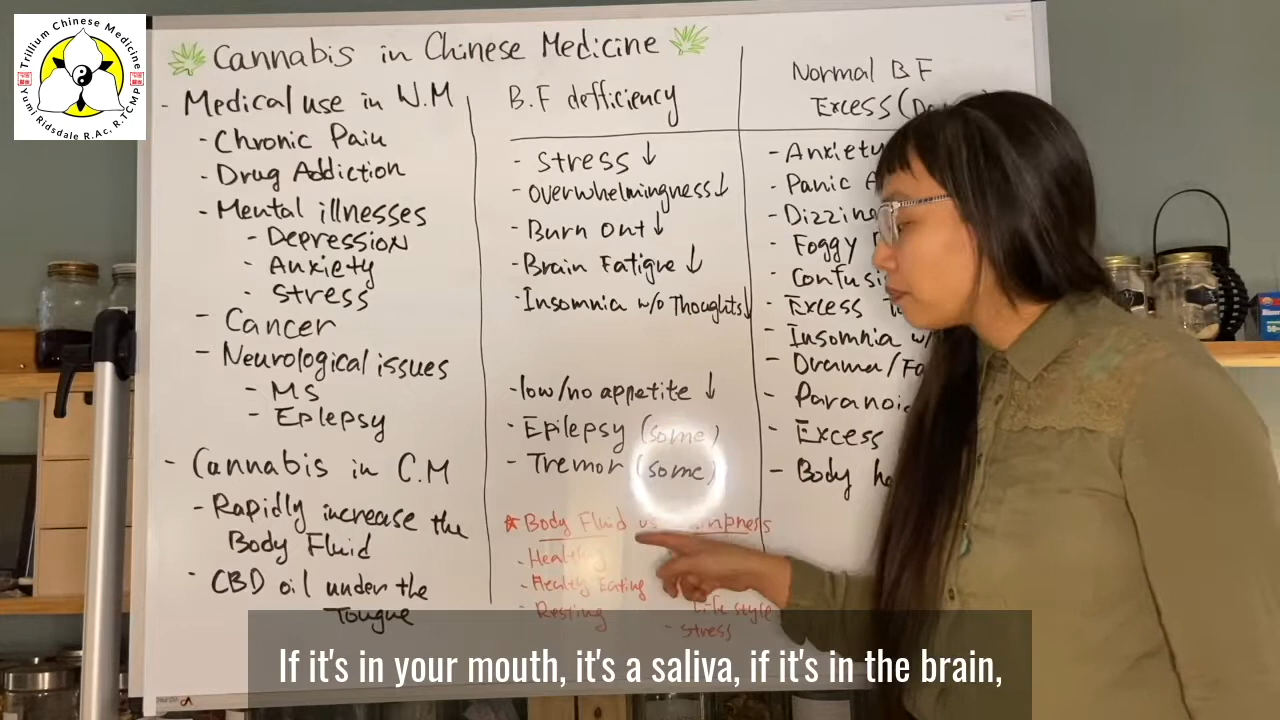 Trillium Chinese Medicine
Yumi Ridsdale R.Ac, R.TCMP
Cannabis in Chinese Medicine
- Medical use in W.M
- Chronic Pain
- Drug Addiction
- Mental illnesses
- Depression
- Anxiety
- Stress
- Cancer
- Neurological issues
- MS
- Eplepsy
- Cannabis in C.M
- Rapidly increase the
Body Fluid
- CBD oil under the
Tongue
B.F defficiency
- Stress ↓
- overwhelmingness ↓
- Burn Out ↓
- Brain Fatigue ↓
- Insomnia w/o Thoughts ↓
- low/no appetite ↓
- Epilepsy (some)
- Tremor (some)
☆ Body Fluid vs
- Healthy
- Healthy Eating
- Resting
Life style
- Stress
Normal B F
Excess
- Anxiety
- Panic
- Dizzine
- Foggy
- Confusi
- Excess
- Insomnia w/
- Drama/
- Paranoi
- Excess
- Body
If it's in your mouth, it's a saliva, if it's in the brain,